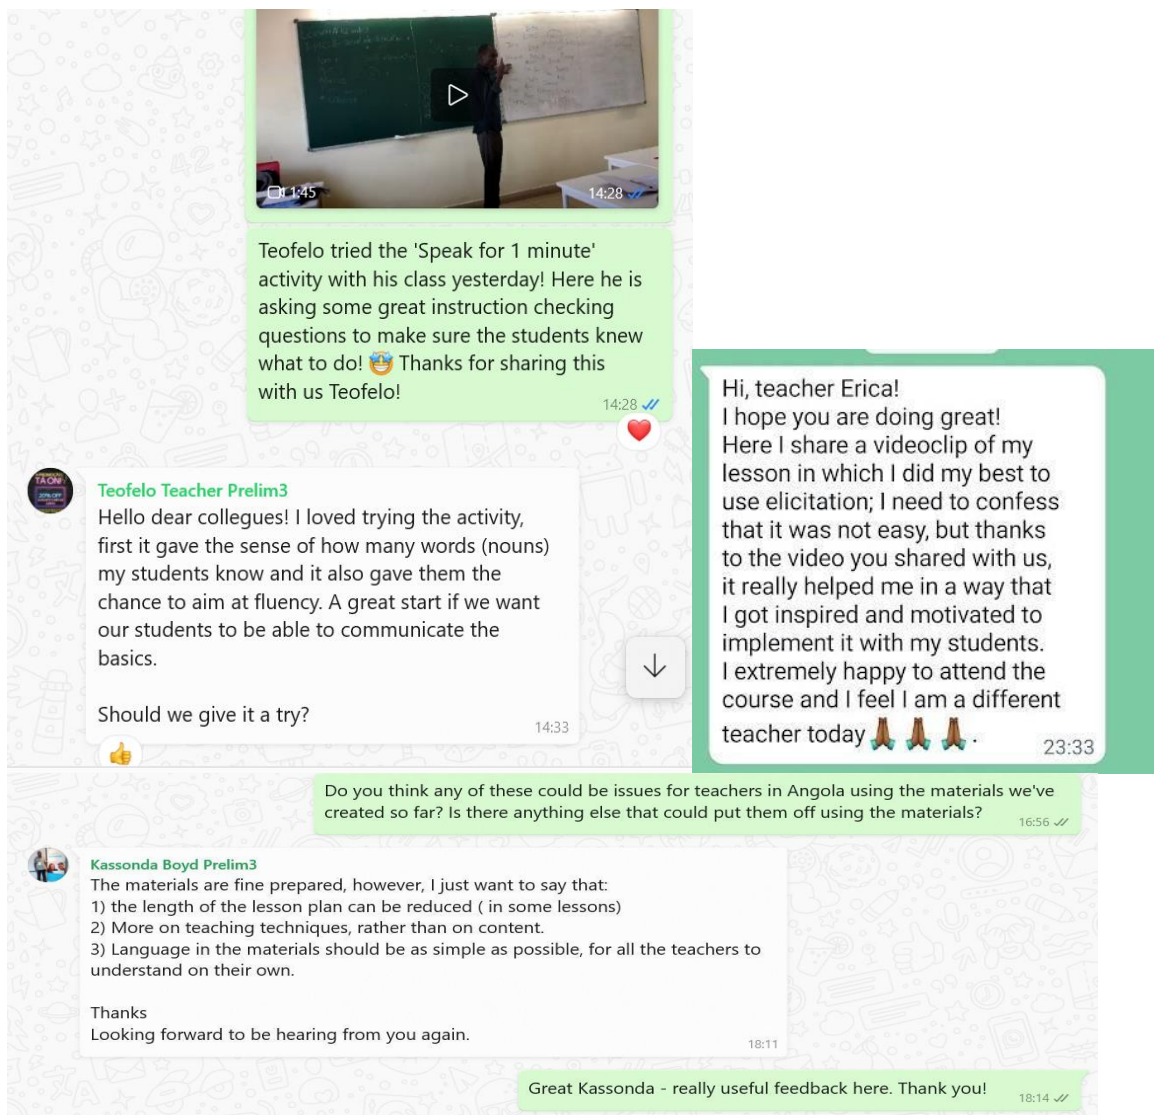 1:45
14:28
Teofelo tried the 'Speak for 1 minute'
activity with his class yesterday! Here he is
asking some great instruction checking
questions to make sure the students knew
what to do! 🤩 Thanks for sharing this
with us Teofelo!
14:28
Teofelo Teacher Prelim3
Hello dear collegues! I loved trying the activity,
first it gave the sense of how many words (nouns)
my students know and it also gave them the
chance to aim at fluency. A great start if we want
our students to be able to communicate the
basics.
Should we give it a try?
14:33
Hi, teacher Erica!
I hope you are doing great!
Here I share a videoclip of my
lesson in which I did my best to
use elicitation; I need to confess
that it was not easy, but thanks
to the video you shared with us,
it really helped me in a way that
I got inspired and motivated to
implement it with my students.
I extremely happy to attend the
course and I feel I am a different
teacher today 🙏🏾 🙏🏾 🙏🏾 .
23:33
Do you think any of these could be issues for teachers in Angola using the materials we've
created so far? Is there anything else that could put them off using the materials?
16:56
Kassonda Boyd Prelim3
The materials are fine prepared, however, I just want to say that:
1) the length of the lesson plan can be reduced ( in some lessons)
2) More on teaching techniques, rather than on content.
3) Language in the materials should be as simple as possible, for all the teachers to
understand on their own.
Thanks
Looking forward to be hearing from you again.
18:11
Great Kassonda - really useful feedback here. Thank you!
18:14